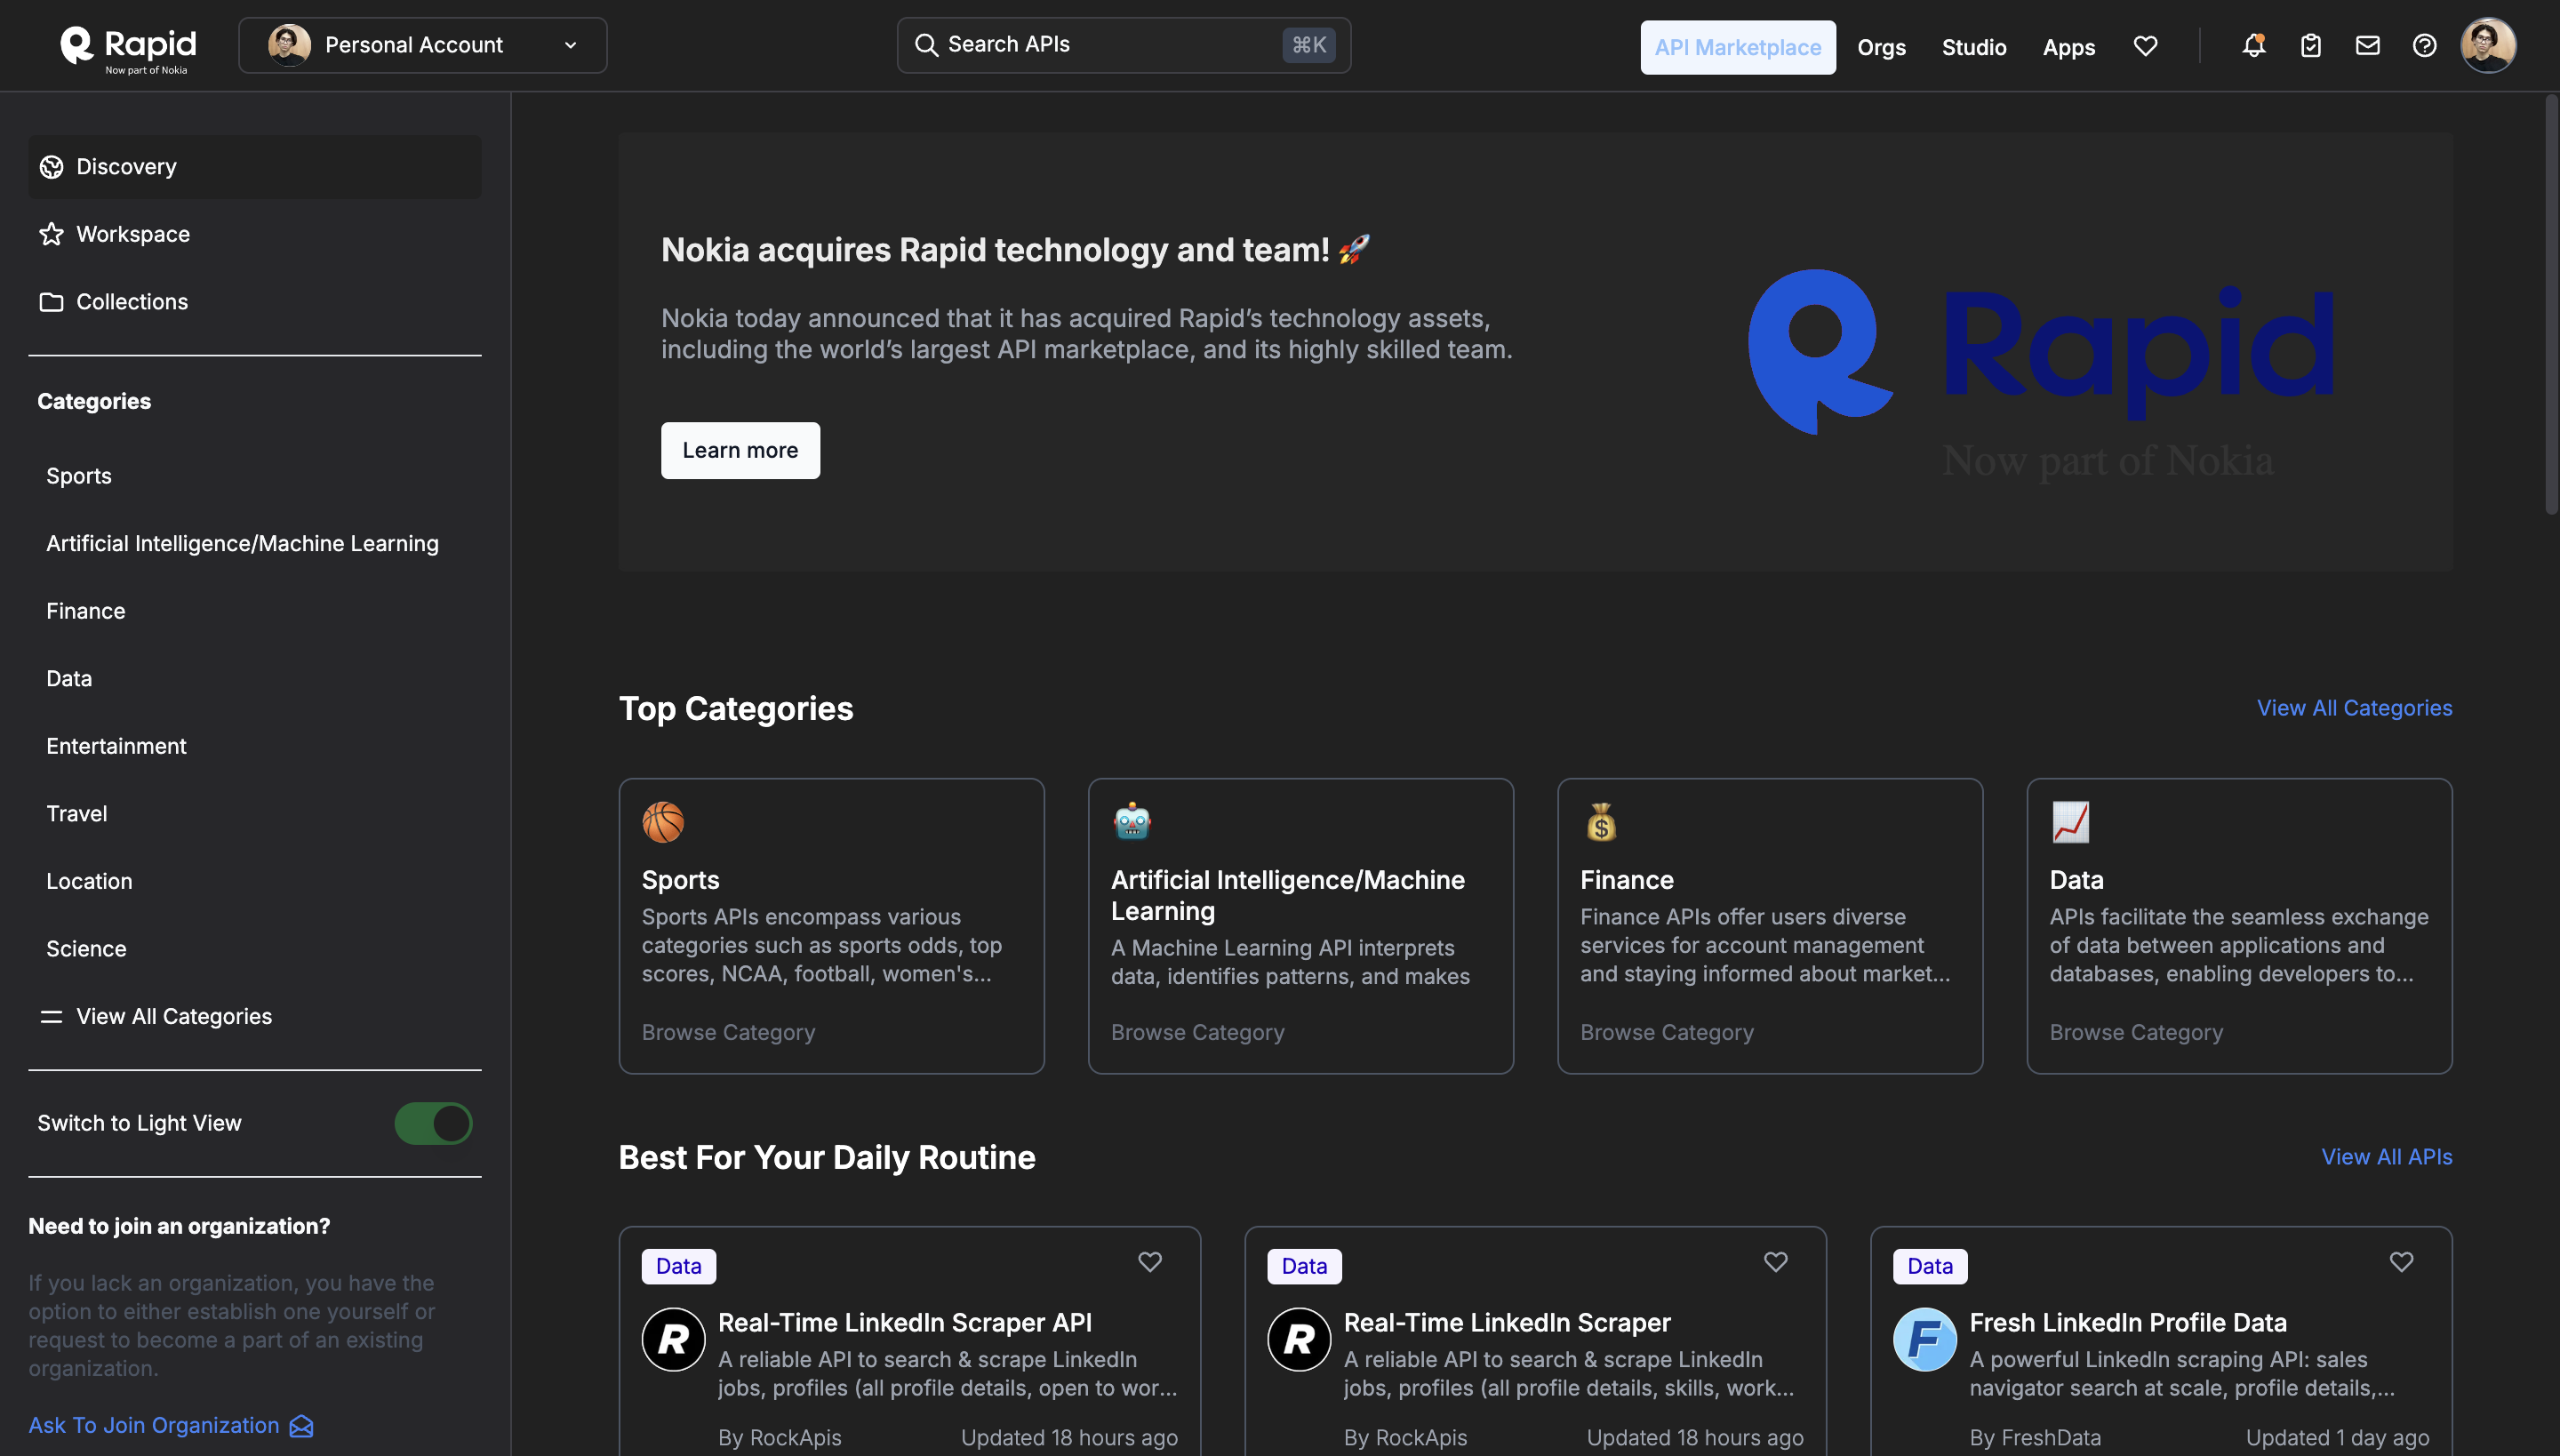 Rapid
Now part of Nokia
Personal Account
Search APIs
⌘K
API Marketplace
Orgs
Studio
Apps
Discovery
Workspace
Collections
Categories
Sports
Artificial Intelligence/Machine Learning
Finance
Data
Entertainment
Travel
Location
Science
View All Categories
Switch to Light View
Need to join an organization?
If you lack an organization, you have the
option to either establish one yourself or
request to become a part of an existing
organization.
Ask To Join Organization
Nokia acquires Rapid technology and team! 🚀
Nokia today announced that it has acquired Rapid’s technology assets,
including the world’s largest API marketplace, and its highly skilled team.
Learn more
Rapid
Now part of Nokia
Top Categories
View All Categories
Sports
Sports APIs encompass various
categories such as sports odds, top
scores, NCAA, football, women's...
Browse Category
Artificial Intelligence/Machine
Learning
A Machine Learning API interprets
data, identifies patterns, and makes
Browse Category
Finance
Finance APIs offer users diverse
services for account management
and staying informed about market...
Browse Category
Data
APIs facilitate the seamless exchange
of data between applications and
databases, enabling developers to...
Browse Category
Best For Your Daily Routine
View All APIs
Data
R
Real-Time LinkedIn Scraper API
A reliable API to search & scrape LinkedIn
jobs, profiles (all profile details, open to wor...
By RockApis
Updated 18 hours ago
Data
R
Real-Time LinkedIn Scraper
A reliable API to search & scrape LinkedIn
jobs, profiles (all profile details, skills, work...
By RockApis
Updated 18 hours ago
Data
F
Fresh LinkedIn Profile Data
A powerful LinkedIn scraping API: sales
navigator search at scale, profile details,...
By FreshData
Updated 1 day ago